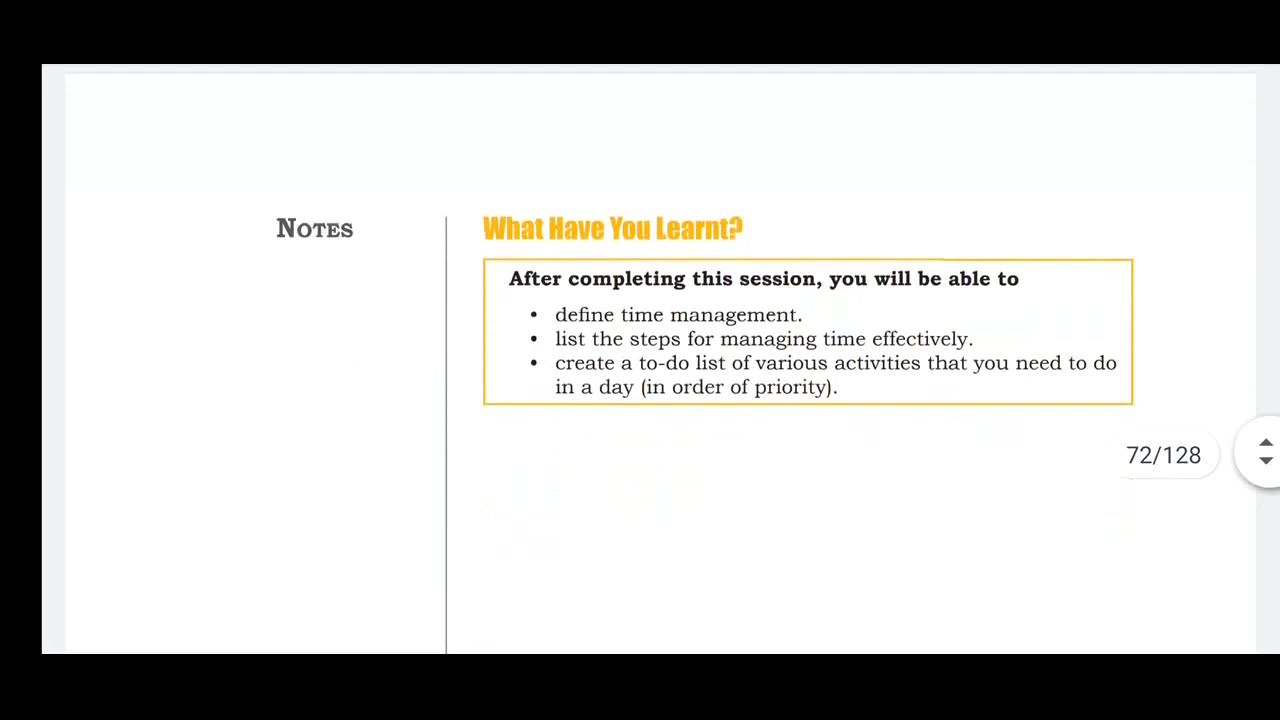 NOTES
What Have You Learnt?
After completing this session, you will be able to
• define time management.
• list the steps for managing time effectively.
• create a to-do list of various activities that you need to do
in a day (in order of priority).
72/128